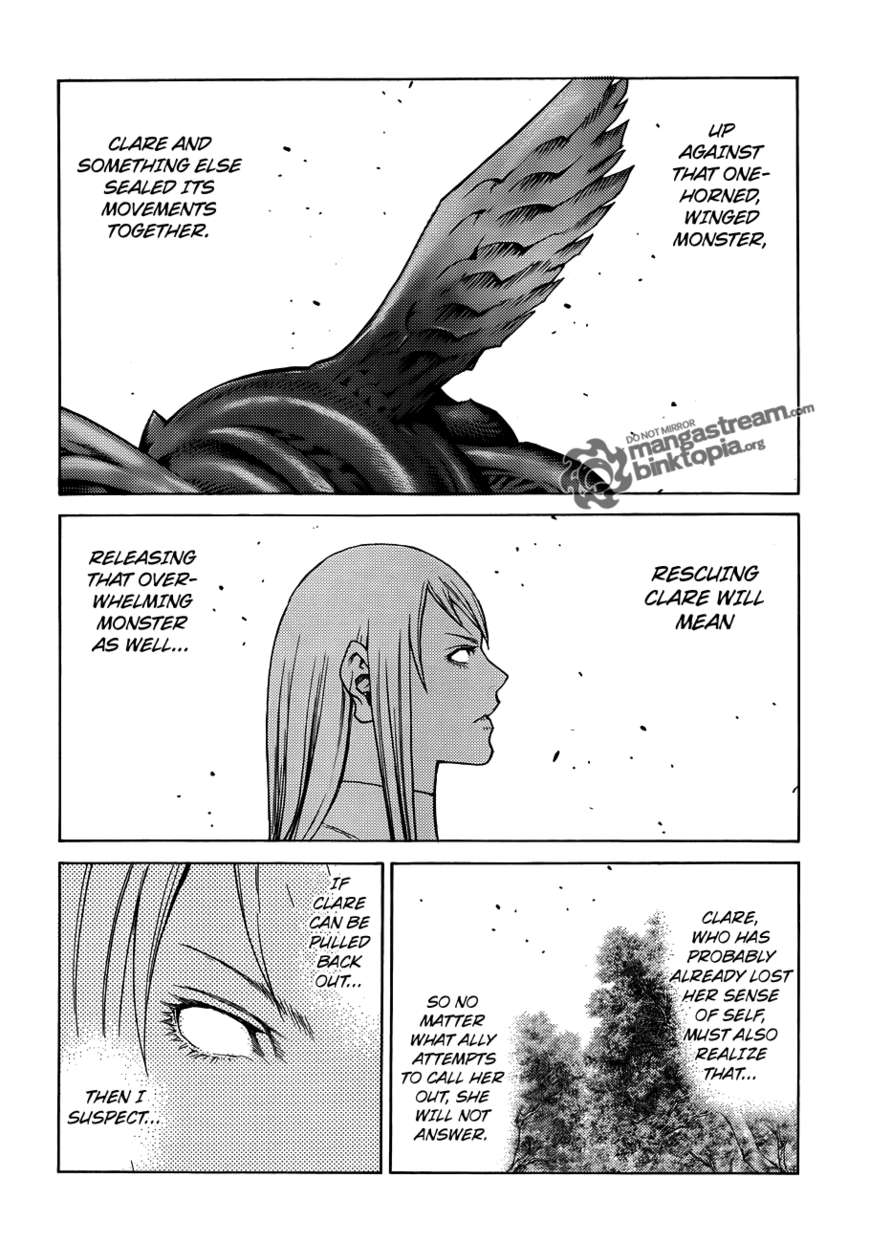 UP
AGAINST
THAT ONE-
HORNED,
WINGED
MONSTER,
CLARE AND
SOMETHING ELSE
SEALED ITS
MOVEMENTS
TOGETHER.
DO NOT MIRROR
mangastream.com
binktopia.org
RESCUING
CLARE WILL
MEAN
RELEASING
THAT OVER-
WHELMING
MONSTER
AS WELL...
CLARE,
WHO HAS
PROBABLY
ALREADY LOST
HER SENSE
OF SELF,
MUST ALSO
REALIZE
THAT...
SO NO
MATTER
WHAT ALLY
ATTEMPTS
TO CALL HER
OUT, SHE
WILL NOT
ANSWER.
IF
CLARE
CAN BE
PULLED
BACK
OUT...
THEN I
SUSPECT...